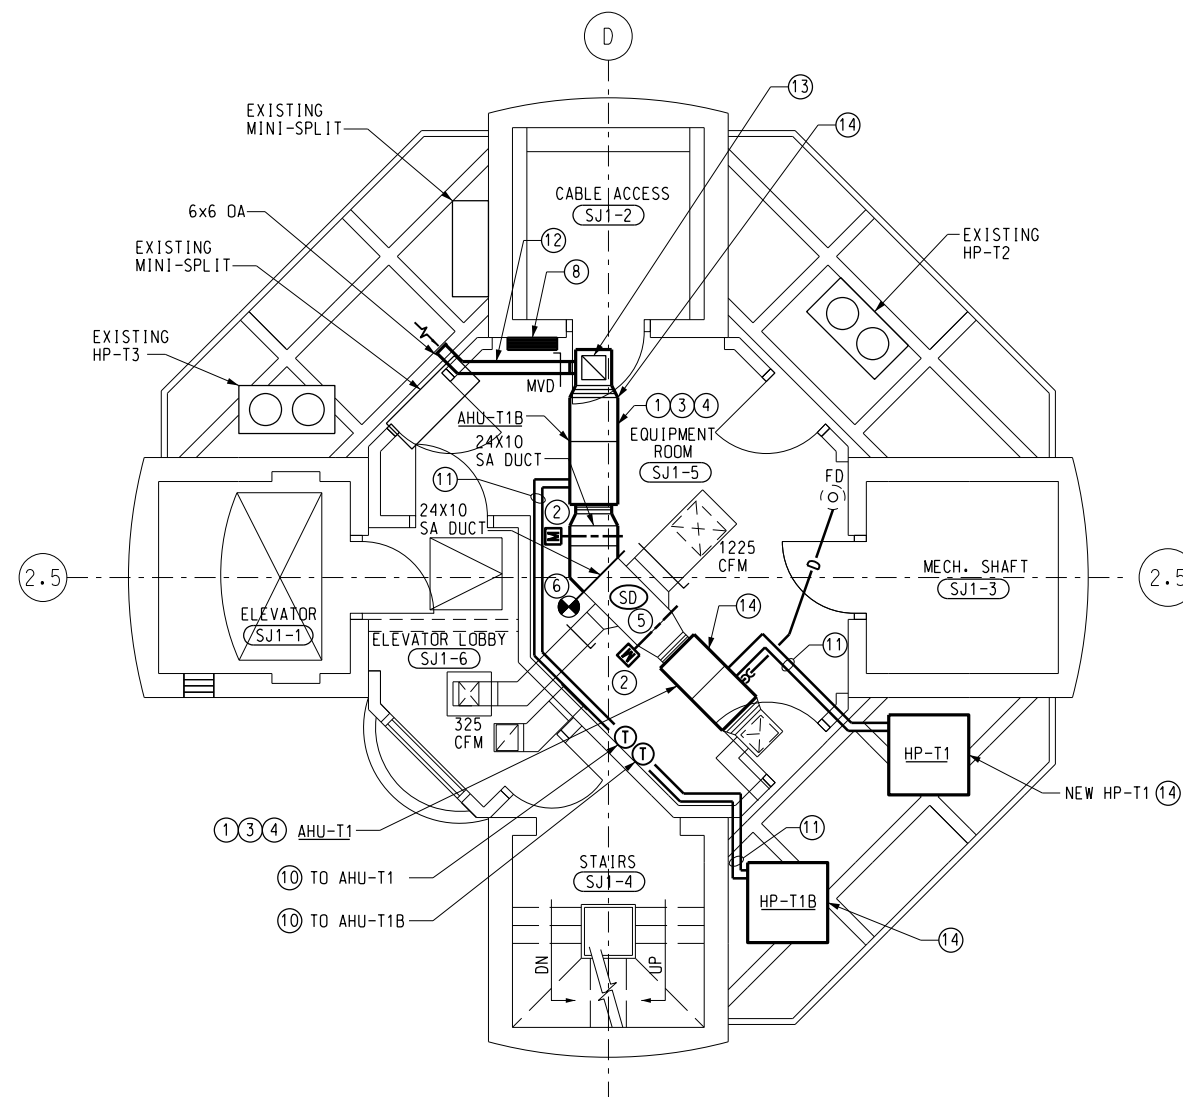 D
13
EXISTING
MINI-SPLIT
14
CABLE ACCESS
SJ1-2
6x6 OA
12
EXISTING
HP-T2
EXISTING
MINI-SPLIT
8
EXISTING
HP-T3
MVD
1 3 4
AHU-T1B
EQUIPMENT
ROOM
SJ1-5
24X10
SA DUCT
11
FD
2
24X10
SA DUCT
M
1225
CFM
D
2.5
2.5
MECH. SHAFT
SJ1-3
6
SD
14
5
ELEVATOR
SJ1-1
ELEVATOR LOBBY
SJ1-6
M
11
2
GC
325
CFM
T
T
HP-T1
NEW HP-T1 14
1 3 4 AHU-T1
11
STAIRS
SJ1-4
10 TO AHU-T1
HP-T1B
10 TO AHU-T1B
14
DN
UP